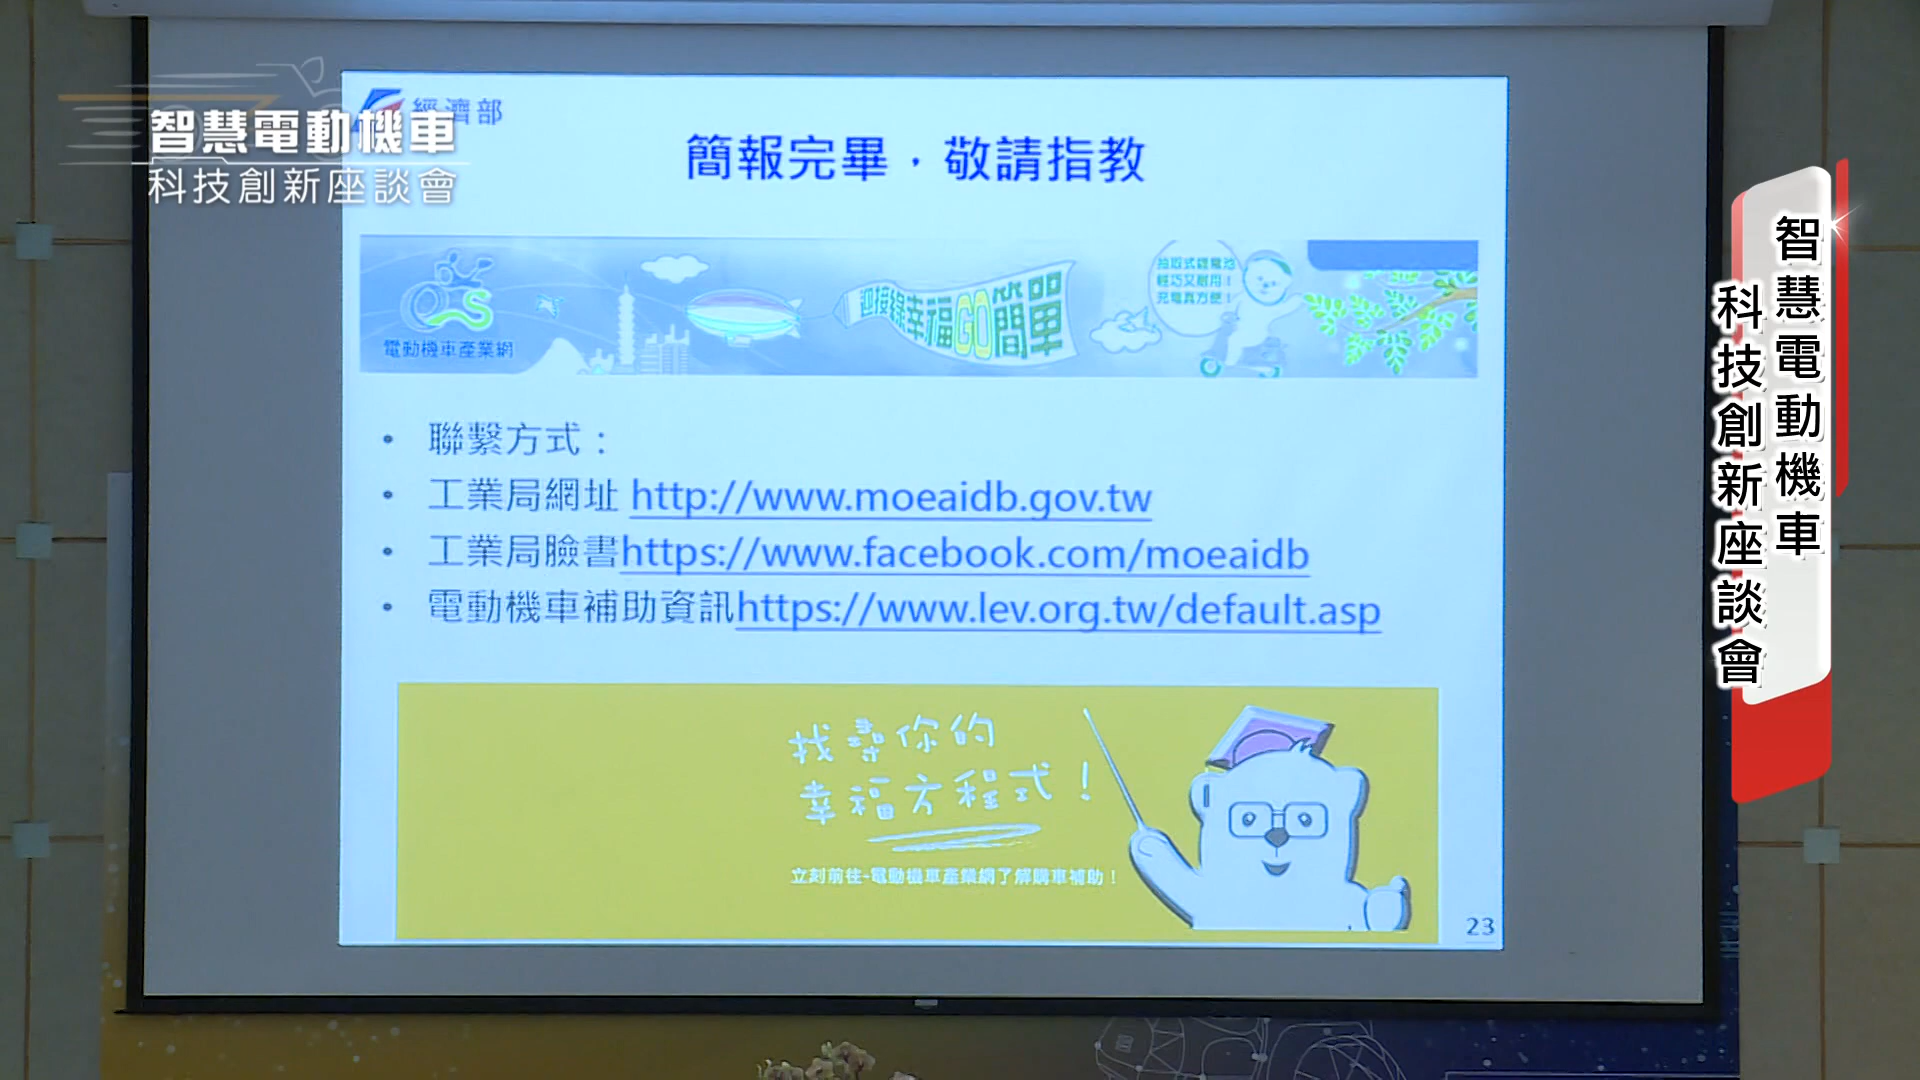 經濟部
智慧電動機車
科技創新座談會
簡報完畢，敬請指教
電動機車產業網
迎接綠幸福GO簡單
抽取式鋰電池
輕巧又耐用！
充電真方便！
• 聯繫方式：
• 工業局網址 http://www.moeaidb.gov.tw
• 工業局臉書https://www.facebook.com/moeaidb
• 電動機車補助資訊https://www.lev.org.tw/default.asp
找尋你的
幸福方程式！
立刻前往-電動機車產業網了解購車補助！
23
智慧電動機車
科技創新座談會